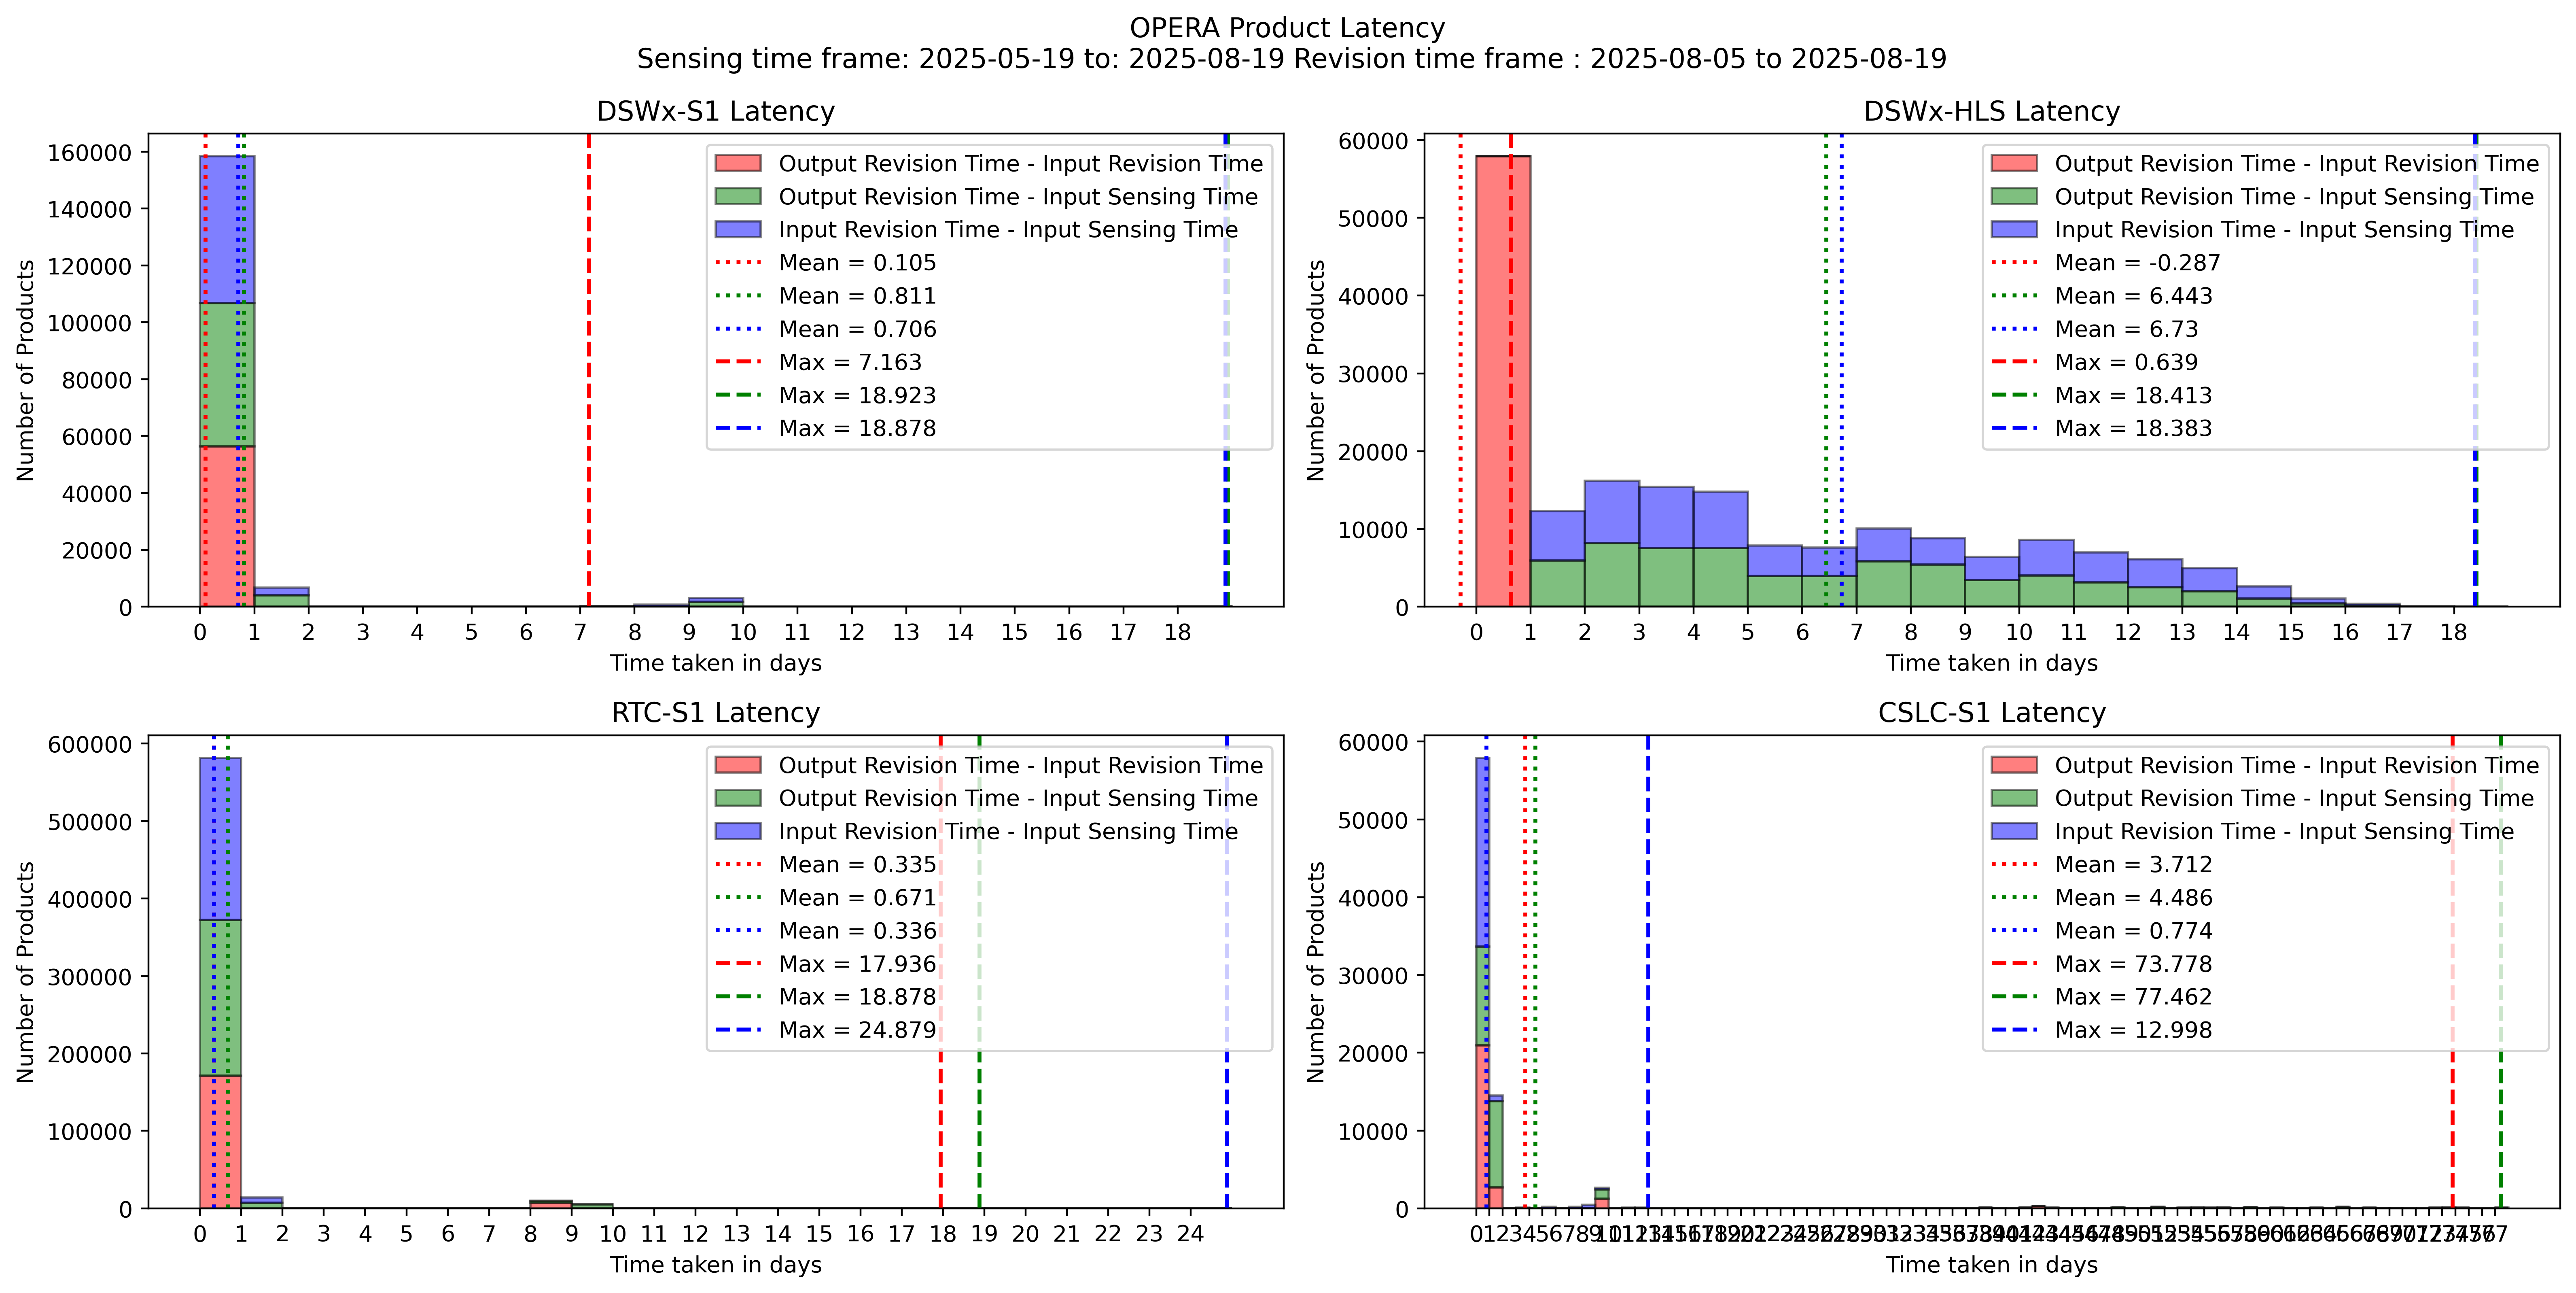 OPERA Product Latency
Sensing time frame: 2025-05-19 to: 2025-08-19 Revision time frame : 2025-08-05 to 2025-08-19
DSWx-S1 Latency
Number of Products
160000
140000
120000
100000
80000
60000
40000
20000
0
Output Revision Time - Input Revision Time
Output Revision Time - Input Sensing Time
Input Revision Time - Input Sensing Time
Mean = 0.105
Mean = 0.811
Mean = 0.706
Max = 7.163
Max = 18.923
Max = 18.878
0 1 2 3 4 5 6 7 8 9 10 11 12 13 14 15 16 17 18
Time taken in days
DSWx-HLS Latency
Number of Products
60000
50000
40000
30000
20000
10000
0
Output Revision Time - Input Revision Time
Output Revision Time - Input Sensing Time
Input Revision Time - Input Sensing Time
Mean = -0.287
Mean = 6.443
Mean = 6.73
Max = 0.639
Max = 18.413
Max = 18.383
0 1 2 3 4 5 6 7 8 9 10 11 12 13 14 15 16 17 18
Time taken in days
RTC-S1 Latency
Number of Products
600000
500000
400000
300000
200000
100000
0
Output Revision Time - Input Revision Time
Output Revision Time - Input Sensing Time
Input Revision Time - Input Sensing Time
Mean = 0.335
Mean = 0.671
Mean = 0.336
Max = 17.936
Max = 18.878
Max = 24.879
0 1 2 3 4 5 6 7 8 9 10 11 12 13 14 15 16 17 18 19 20 21 22 23 24
Time taken in days
CSLC-S1 Latency
Number of Products
60000
50000
40000
30000
20000
10000
0
Output Revision Time - Input Revision Time
Output Revision Time - Input Sensing Time
Input Revision Time - Input Sensing Time
Mean = 3.712
Mean = 4.486
Mean = 0.774
Max = 73.778
Max = 77.462
Max = 12.998
0 1 2 3 4 5 6 7 8 9
Time taken in days